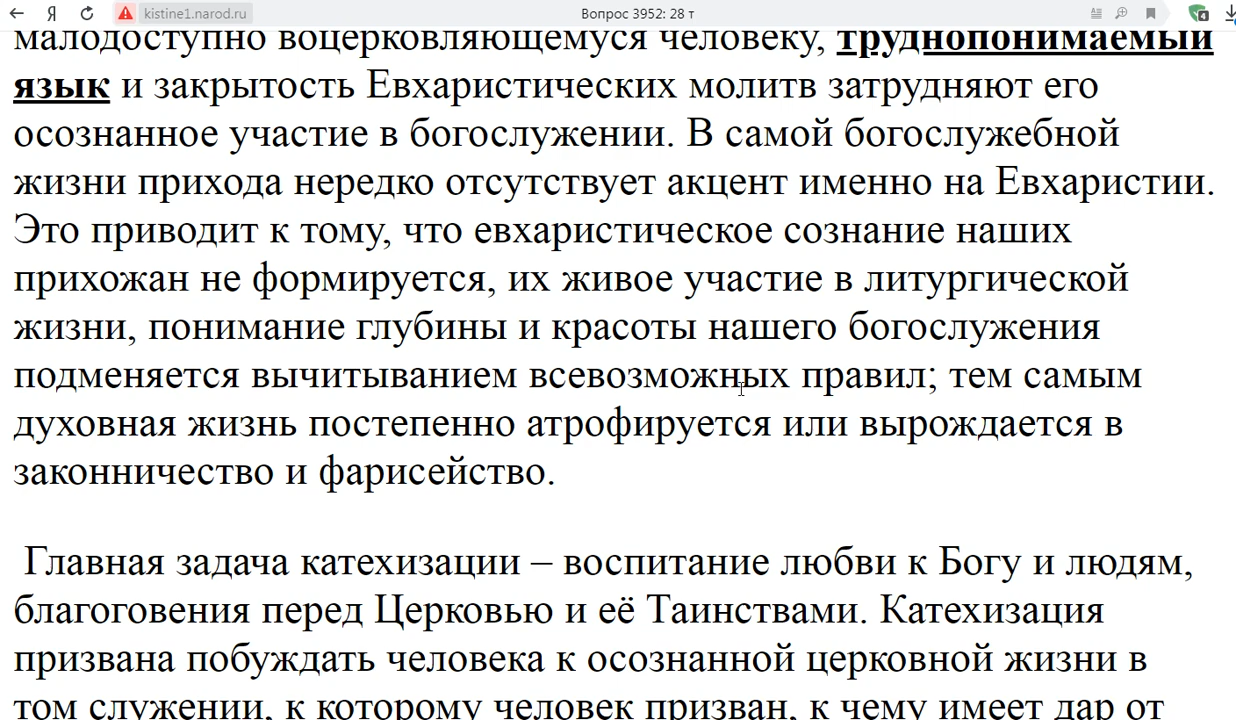 Я kistine1.narod.ru Вопрос 3952: 28 т 4
малодоступно воцерковляющемуся человеку, труднопонимаемый
язык и закрытость Евхаристических молитв затрудняют его
осознанное участие в богослужении. В самой богослужебной
жизни прихода нередко отсутствует акцент именно на Евхаристии.
Это приводит к тому, что евхаристическое сознание наших
прихожан не формируется, их живое участие в литургической
жизни, понимание глубины и красоты нашего богослужения
подменяется вычитыванием всевозможных правил; тем самым
духовная жизнь постепенно атрофируется или вырождается в
законничество и фарисейство.
Главная задача катехизации – воспитание любви к Богу и людям,
благоговения перед Церковью и её Таинствами. Катехизация
призвана побуждать человека к осознанной церковной жизни в
том служении, к которому человек призван, к чему имеет дар от